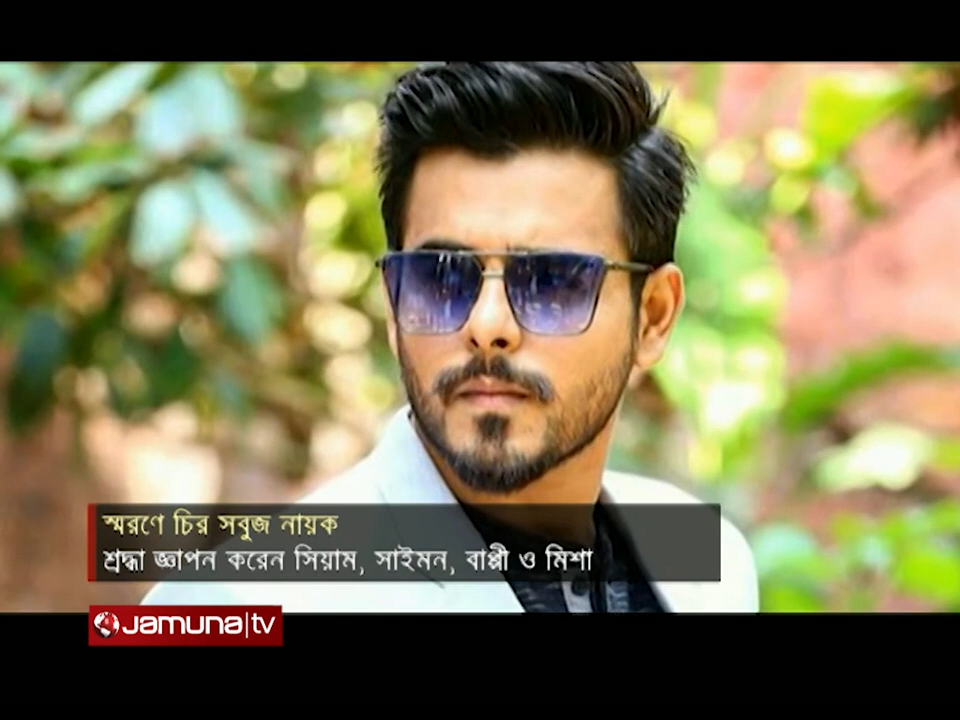 স্মরণে চির সবুজ নায়ক
শ্রদ্ধা জ্ঞাপন করেন সিয়াম, সাইমন, বাপ্পী ও মিশা
JAMUNA|tv